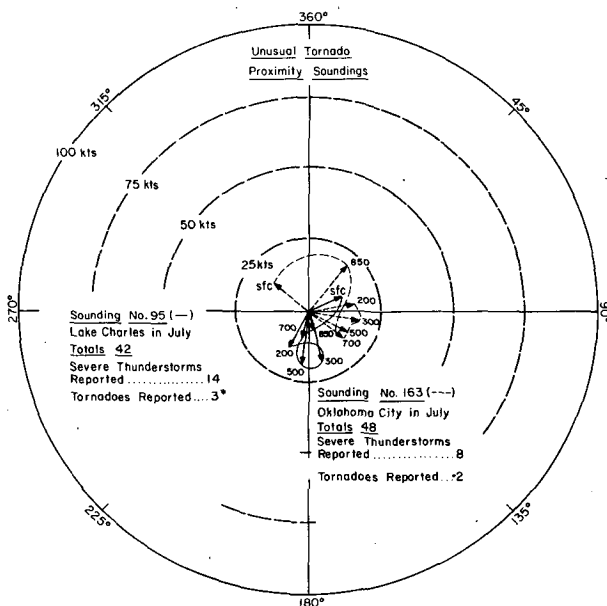 360°
Unusual Tornado
Proximity Soundings
315°
45°
100 kts
75 kts
50 kts
25kts
850
sfc
sfc
200
300
500
700
850
700
200
500
300
270°
90°
Sounding No. 95 (—)
Lake Charles in July
Totals 42
Severe Thunderstorms
Reported .............. 14
Tornadoes Reported .... 3*
Sounding No. 163 (---)
Oklahoma City in July
Totals 48
Severe Thunderstorms
Reported .............. 8
Tornadoes Reported ... 2
225°
135°
180°